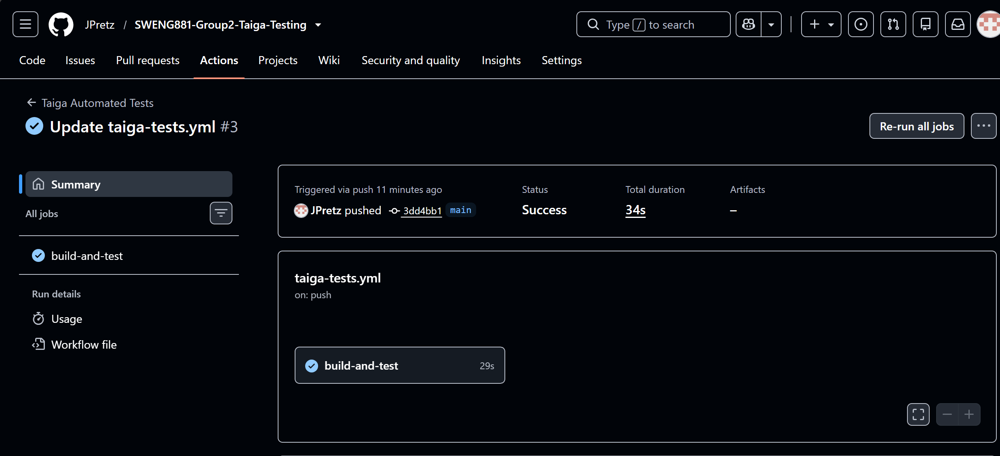 JPretz / SWENG881-Group2-Taiga-Testing
Type / to search
Code Issues Pull requests Actions Projects Wiki Security and quality Insights Settings
Taiga Automated Tests
Update taiga-tests.yml #3
Re-run all jobs
Summary
All jobs
build-and-test
Run details
Usage
Workflow file
Triggered via push 11 minutes ago
JPretz pushed 3dd4bb1 main
Status
Success
Total duration
34s
Artifacts
–
taiga-tests.yml
on: push
build-and-test 29s